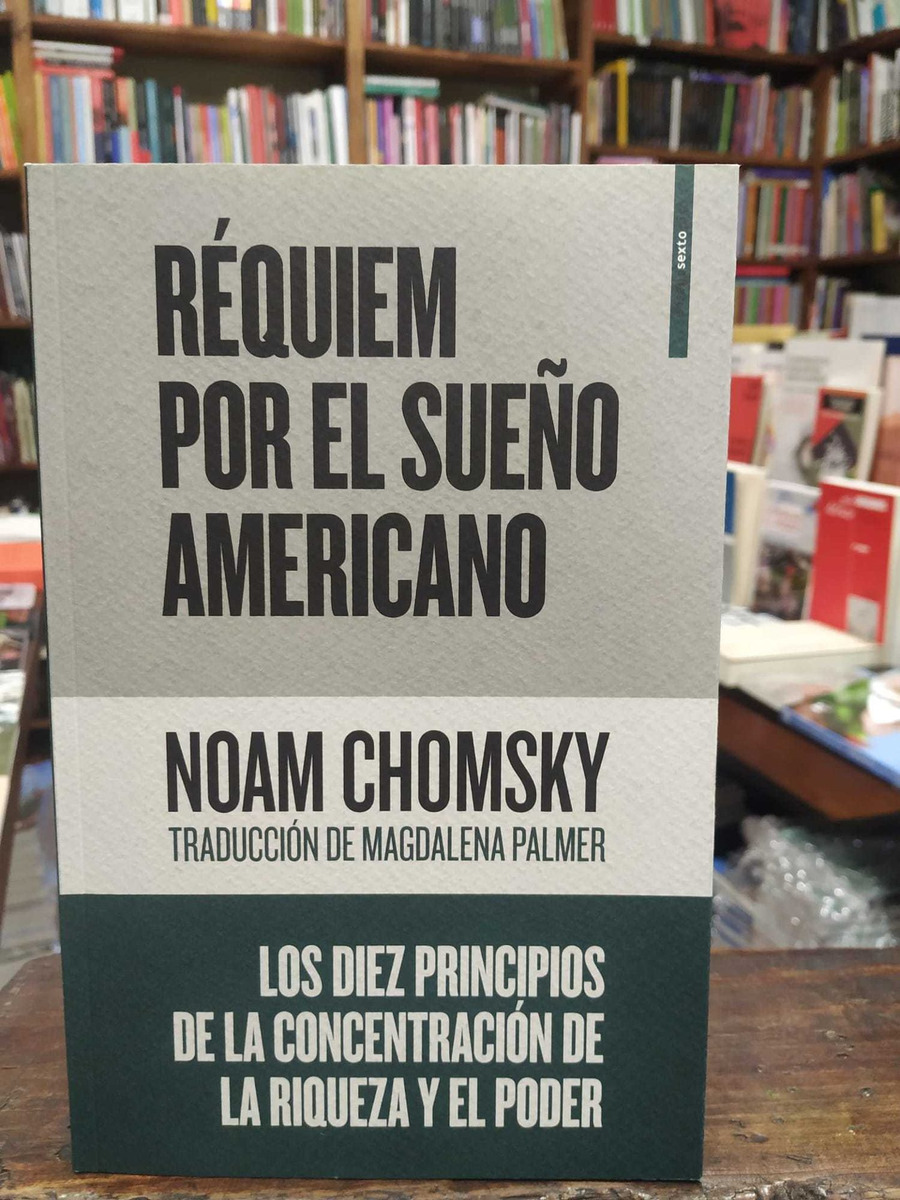 sexto
RÉQUIEM
POR EL SUEÑO
AMERICANO
NOAM CHOMSKY
TRADUCCIÓN DE MAGDALENA PALMER
LOS DIEZ PRINCIPIOS
DE LA CONCENTRACIÓN DE
LA RIQUEZA Y EL PODER